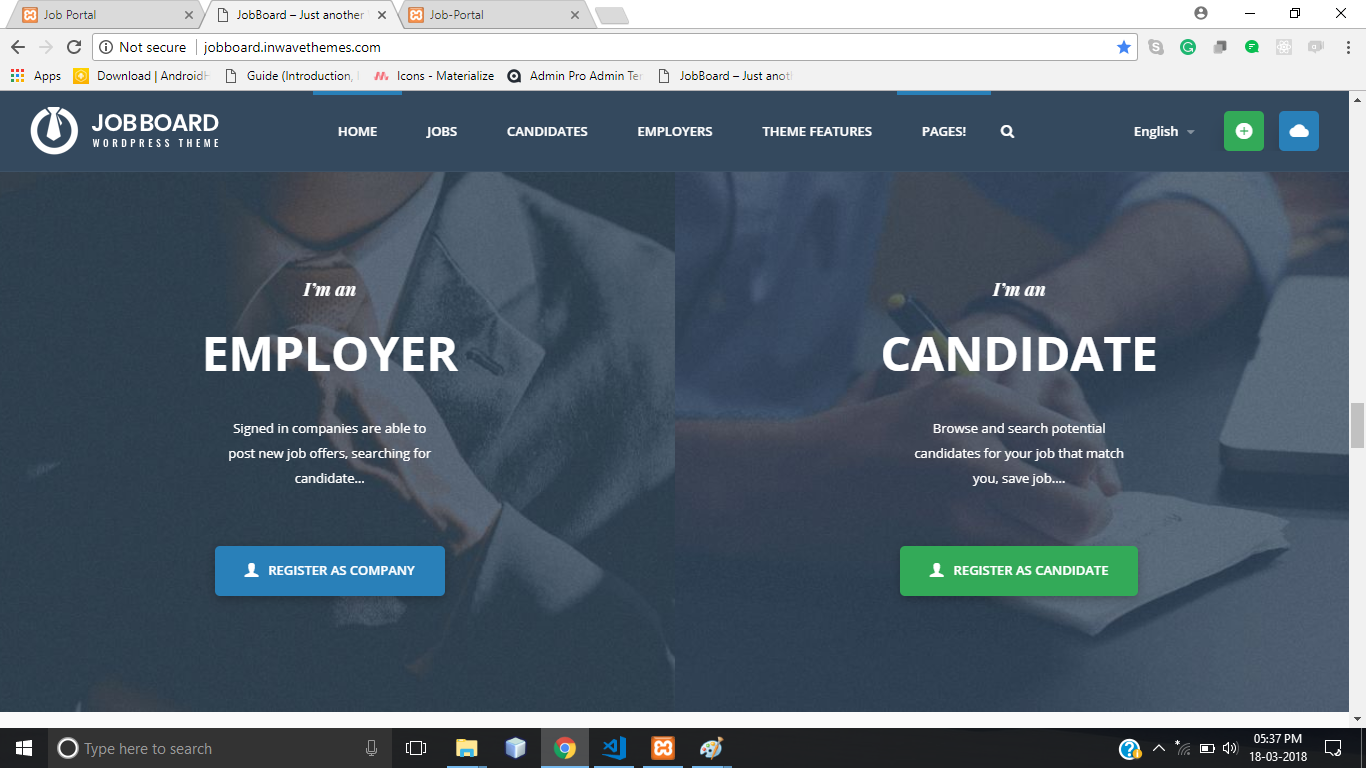 Job Portal
JobBoard – Just another
Job-Portal
Not secure
jobboard.inwavethemes.com
Apps
Download | Android
Guide (Introduction,
Icons - Materialize
Admin Pro Admin Ter
JobBoard – Just anot
JOBBOARD
WORDPRESS THEME
HOME
JOBS
CANDIDATES
EMPLOYERS
THEME FEATURES
PAGES!
English
I'm an
EMPLOYER
Signed in companies are able to
post new job offers, searching for
candidate...
REGISTER AS COMPANY
I'm an
CANDIDATE
Browse and search potential
candidates for your job that match
you, save job....
REGISTER AS CANDIDATE
Type here to search
05:37 PM
18-03-2018